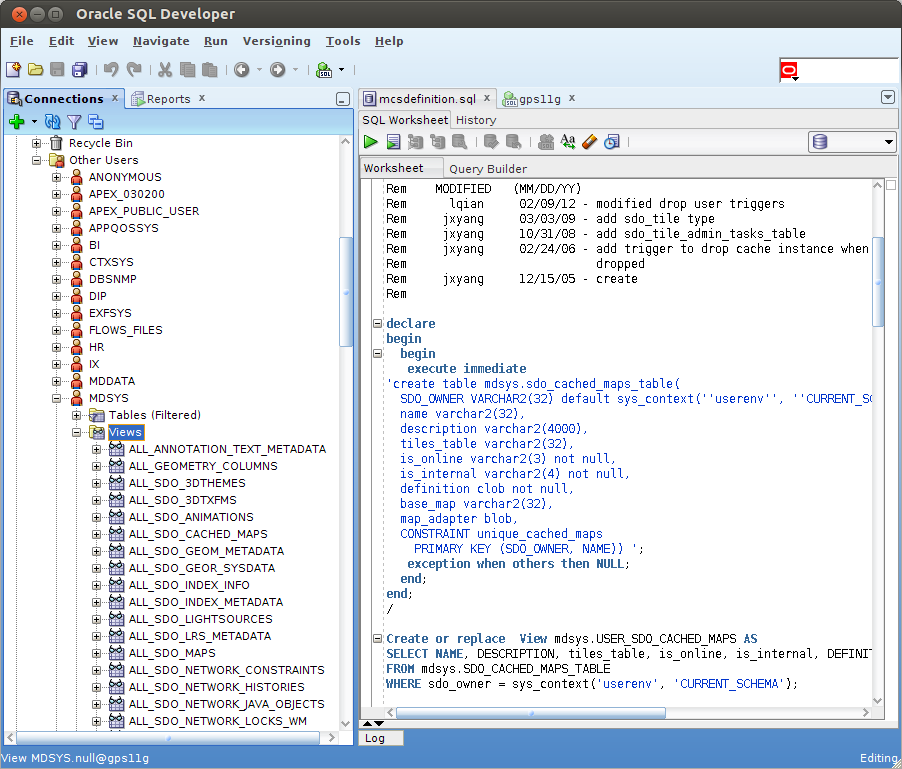 Oracle SQL Developer
File Edit View Navigate Run Versioning Tools Help
Connections x
Reports x
Recycle Bin
Other Users
ANONYMOUS
APEX_030200
APEX_PUBLIC_USER
APPQOSSYS
BI
CTXSYS
DBSNMP
DIP
EXFSYS
FLOWS_FILES
HR
IX
MDDATA
MDSYS
Tables (Filtered)
Views
ALL_ANNOTATION_TEXT_METADATA
ALL_GEOMETRY_COLUMNS
ALL_SDO_3DTHEMES
ALL_SDO_3DTXFMS
ALL_SDO_ANIMATIONS
ALL_SDO_CACHED_MAPS
ALL_SDO_GEOM_METADATA
ALL_SDO_GEOR_SYSDATA
ALL_SDO_INDEX_INFO
ALL_SDO_INDEX_METADATA
ALL_SDO_LIGHTSOURCES
ALL_SDO_LRS_METADATA
ALL_SDO_MAPS
ALL_SDO_NETWORK_CONSTRAINTS
ALL_SDO_NETWORK_HISTORIES
ALL_SDO_NETWORK_JAVA_OBJECTS
ALL_SDO_NETWORK_LOCKS_WM
mcsdefinition.sql x
gps11g x
SQL Worksheet History
Worksheet Query Builder
Rem MODIFIED (MM/DD/YY)
Rem lqian 02/09/12 - modified drop user triggers
Rem jxyang 03/03/09 - add sdo_tile type
Rem jxyang 10/31/08 - add sdo_tile_admin_tasks_table
Rem jxyang 02/24/06 - add trigger to drop cache instance when
Rem dropped
Rem jxyang 12/15/05 - create
Rem
declare
begin
begin
execute immediate
'create table mdsys.sdo_cached_maps_table(
SDO_OWNER VARCHAR2(32) default sys_context(''userenv'', ''CURRENT_SC
name varchar2(32),
description varchar2(4000),
tiles_table varchar2(32),
is_online varchar2(3) not null,
is_internal varchar2(4) not null,
definition clob not null,
base_map varchar2(32),
map_adapter blob,
CONSTRAINT unique_cached_maps
PRIMARY KEY (SDO_OWNER, NAME)) ';
exception when others then NULL;
end;
end;
/
Create or replace View mdsys.USER_SDO_CACHED_MAPS AS
SELECT NAME, DESCRIPTION, tiles_table, is_online, is_internal, DEFINIT
FROM mdsys.SDO_CACHED_MAPS_TABLE
WHERE sdo_owner = sys_context('userenv', 'CURRENT_SCHEMA');
Log
View MDSYS.null@gps11g
Editing